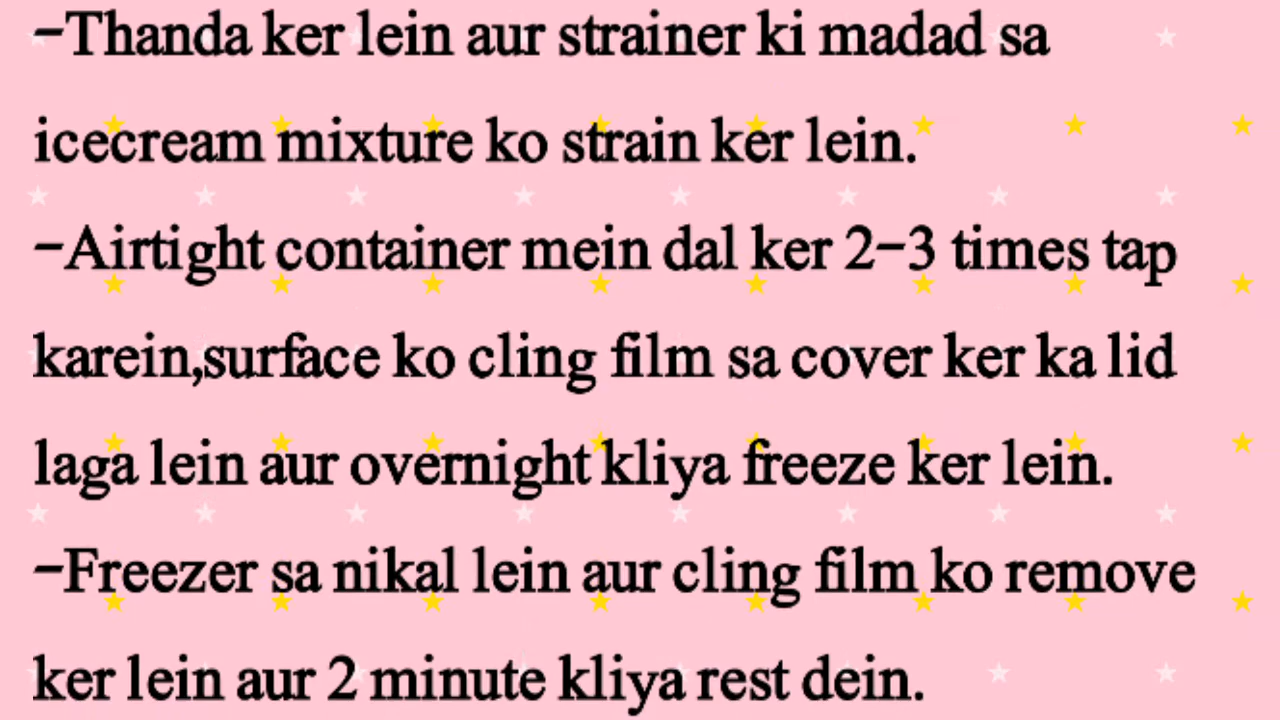 -Thanda ker lein aur strainer ki madad sa
icecream mixture ko strain ker lein.
-Airtight container mein dal ker 2-3 times tap
karein,surface ko cling film sa cover ker ka lid
laga lein aur overnight kliya freeze ker lein.
-Freezer sa nikal lein aur cling film ko remove
ker lein aur 2 minute kliya rest dein.